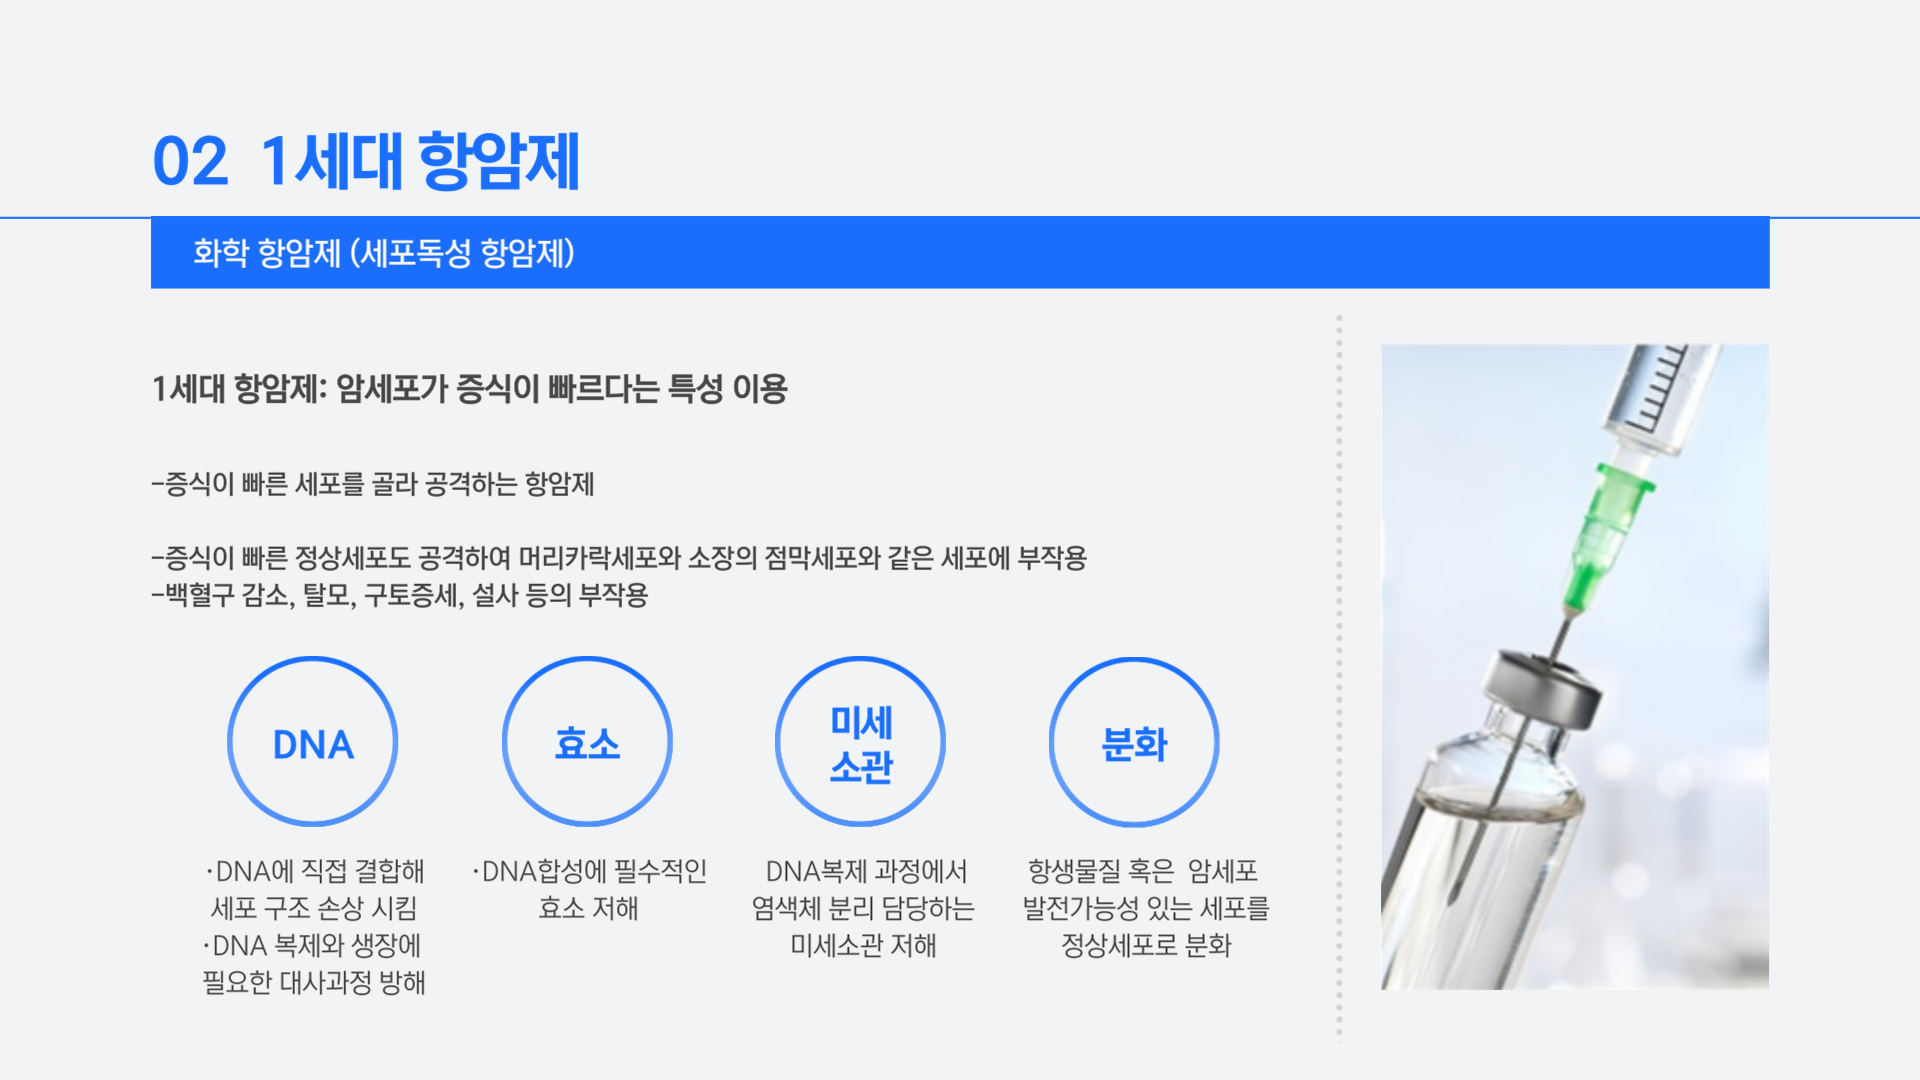 02 1세대 항암제
화학 항암제 (세포독성 항암제)
1세대 항암제: 암세포가 증식이 빠르다는 특성 이용
-증식이 빠른 세포를 골라 공격하는 항암제
-증식이 빠른 정상세포도 공격하여 머리카락세포와 소장의 점막세포와 같은 세포에 부작용
-백혈구 감소, 탈모, 구토증세, 설사 등의 부작용
DNA
·DNA에 직접 결합해
세포 구조 손상 시킴
·DNA 복제와 생장에
필요한 대사과정 방해
효소
·DNA합성에 필수적인
효소 저해
미세
소관
DNA복제 과정에서
염색체 분리 담당하는
미세소관 저해
분화
항생물질 혹은 암세포
발전가능성 있는 세포를
정상세포로 분화